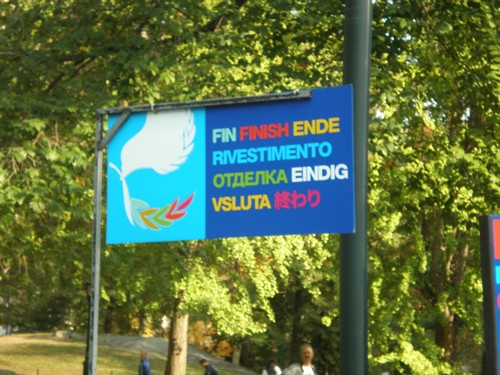 FIN FINISH ENDE
RIVESTIMENTO
ОТДЕЛКА EINDIG
VSLUTA 終わり